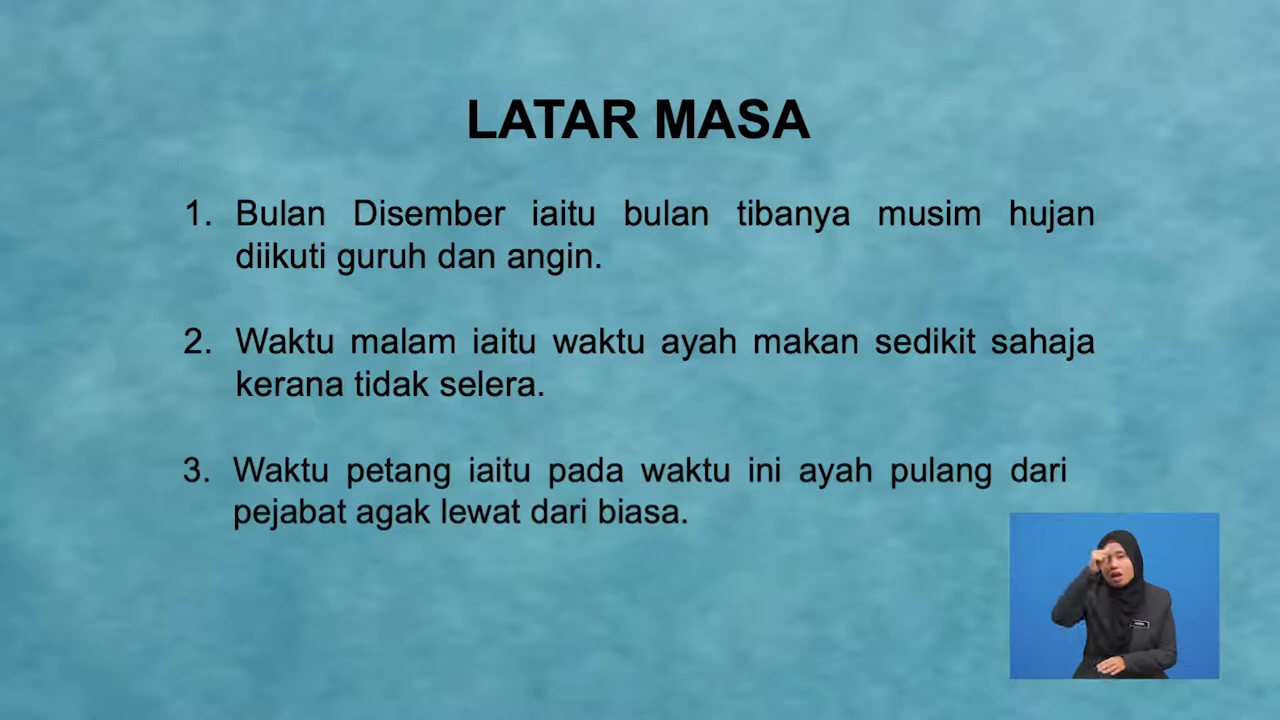 LATAR MASA
1. Bulan Disember iaitu bulan tibanya musim hujan
diikuti guruh dan angin.
2. Waktu malam iaitu waktu ayah makan sedikit sahaja
kerana tidak selera.
3. Waktu petang iaitu pada waktu ini ayah pulang dari
pejabat agak lewat dari biasa.